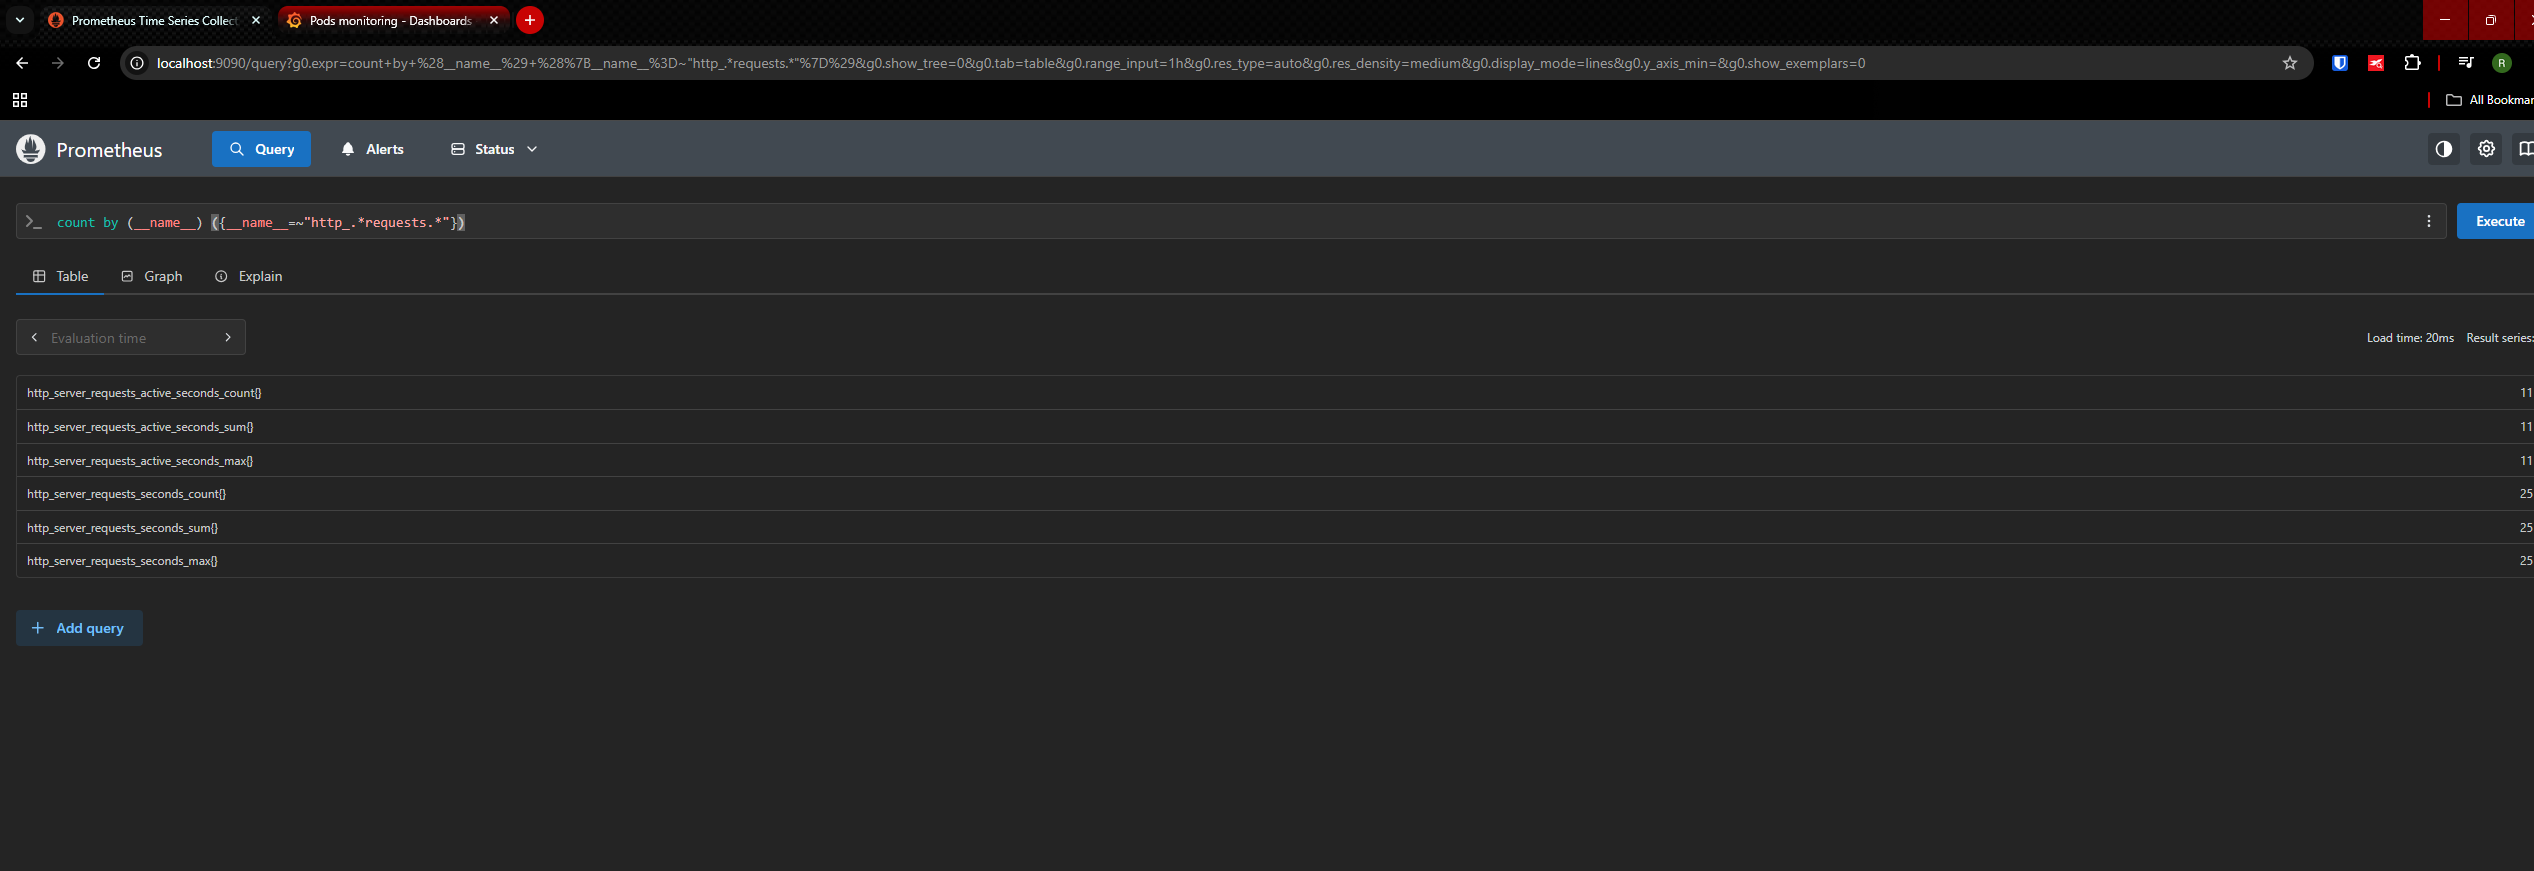 Prometheus Time Series Collect
Pods monitoring - Dashboards
localhost:9090/query?g0.expr=count+by+%28__name__%29+%28%7B__name__%3D~"http_.*requests.*"%7D%29&g0.show_tree=0&g0.tab=table&g0.range_input=1h&g0.res_type=auto&g0.res_density=medium&g0.display_mode=lines&g0.y_axis_min=&g0.show_exemplars=0
R
All Bookmar
Prometheus
Query
Alerts
Status
>_ count by (__name__) ({__name__=~"http_.*requests.*"})
Execute
Table
Graph
Explain
Evaluation time
Load time: 20ms Result series:
http_server_requests_active_seconds_count{} 11
http_server_requests_active_seconds_sum{} 11
http_server_requests_active_seconds_max{} 11
http_server_requests_seconds_count{} 25
http_server_requests_seconds_sum{} 25
http_server_requests_seconds_max{} 25
+ Add query